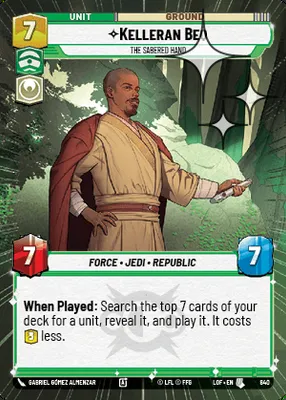 7
UNIT
GROUND
KELLERAN BE
THE SABERED HAND
7
FORCE • JEDI • REPUBLIC
7
When Played: Search the top 7 cards of your
deck for a unit, reveal it, and play it. It costs
less.
GABRIEL GÓMEZ ALMENZAR
© LFL © FFG
LOF • EN
640